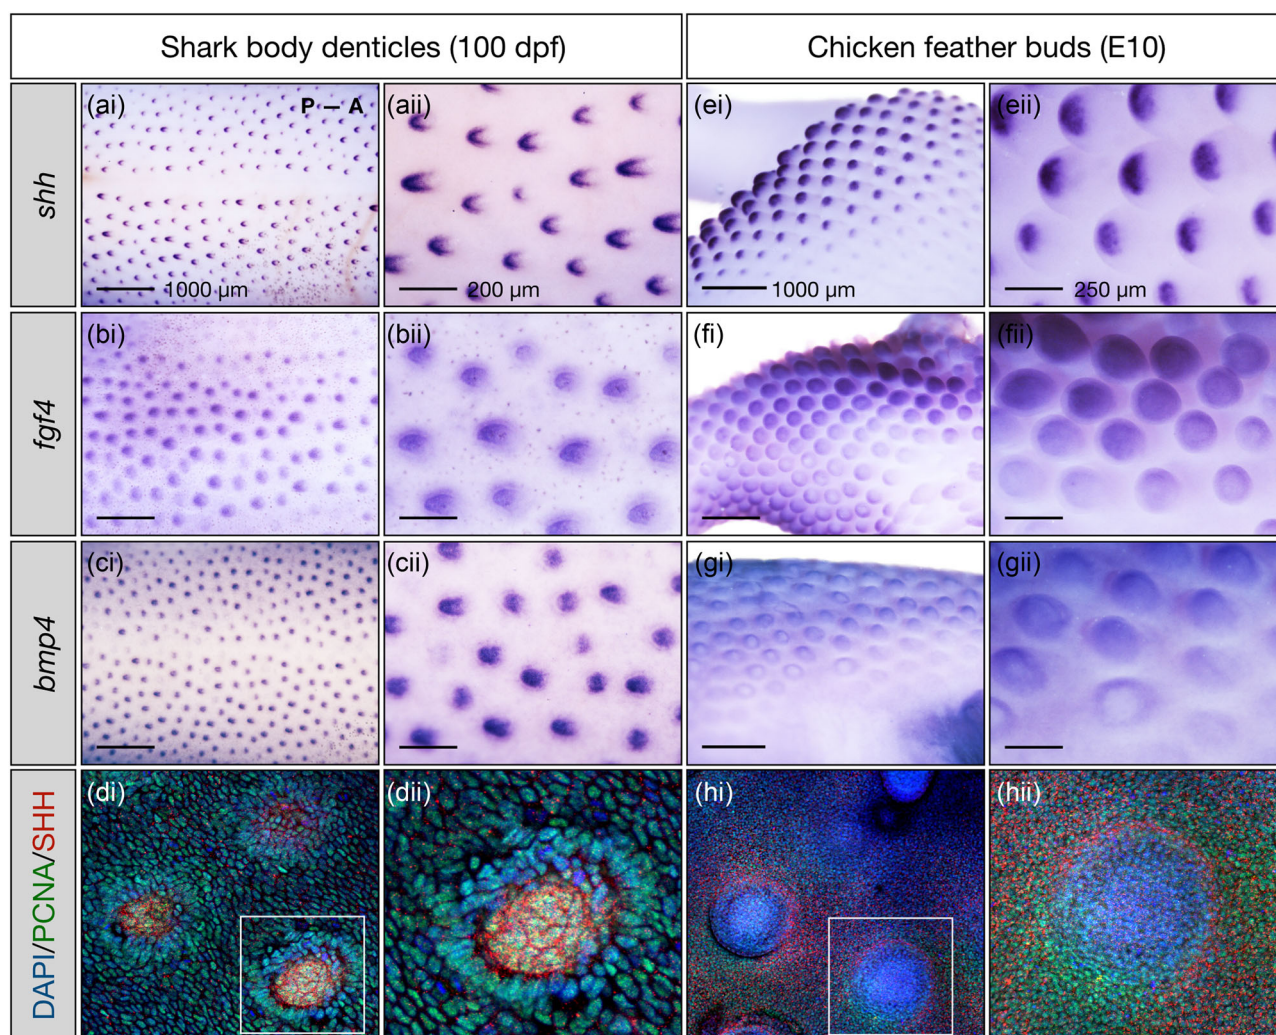 Shark body denticles (100 dpf)
Chicken feather buds (E10)
shh
(ai)
P – A
1000 µm
(aii)
200 µm
(ei)
1000 µm
(eii)
250 µm
fgf4
(bi)
(bii)
(fi)
(fii)
bmp4
(ci)
(cii)
(gi)
(gii)
DAPI/PCNA/SHH
(di)
(dii)
(hi)
(hii)